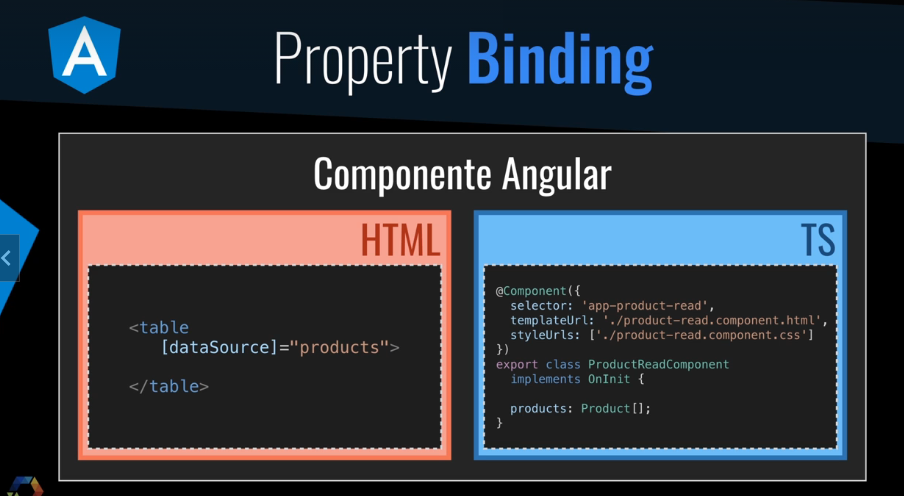 Property Binding
Componente Angular
HTML
<table
[dataSource]="products">
</table>
TS
@Component({
selector: 'app-product-read',
templateUrl: './product-read.component.html',
styleUrls: ['./product-read.component.css']
})
export class ProductReadComponent
implements OnInit {
products: Product[];
}